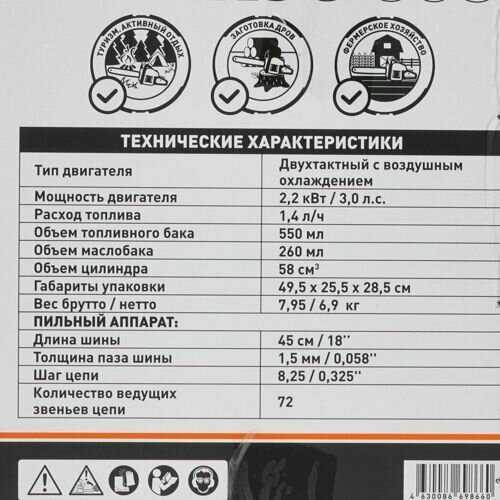 ТУРИЗМ, АКТИВНЫЙ ОТДЫХ
ЗАГОТОВКА ДРОВ
ФЕРМЕРСКОЕ ХОЗЯЙСТВО
ТЕХНИЧЕСКИЕ ХАРАКТЕРИСТИКИ
Тип двигателя Двухтактный с воздушным
охлаждением
Мощность двигателя 2,2 кВт / 3,0 л.с.
Расход топлива 1,4 л/ч
Объем топливного бака 550 мл
Объем маслобака 260 мл
Объем цилиндра 58 см³
Габариты упаковки 49,5 x 25,5 x 28,5 см
Вес брутто / нетто 7,95 / 6,9 кг
ПИЛЬНЫЙ АППАРАТ:
Длина шины 45 см / 18''
Толщина паза шины 1,5 мм / 0,058''
Шаг цепи 8,25 / 0,325''
Количество ведущих 72
звеньев цепи
4 630086 698660